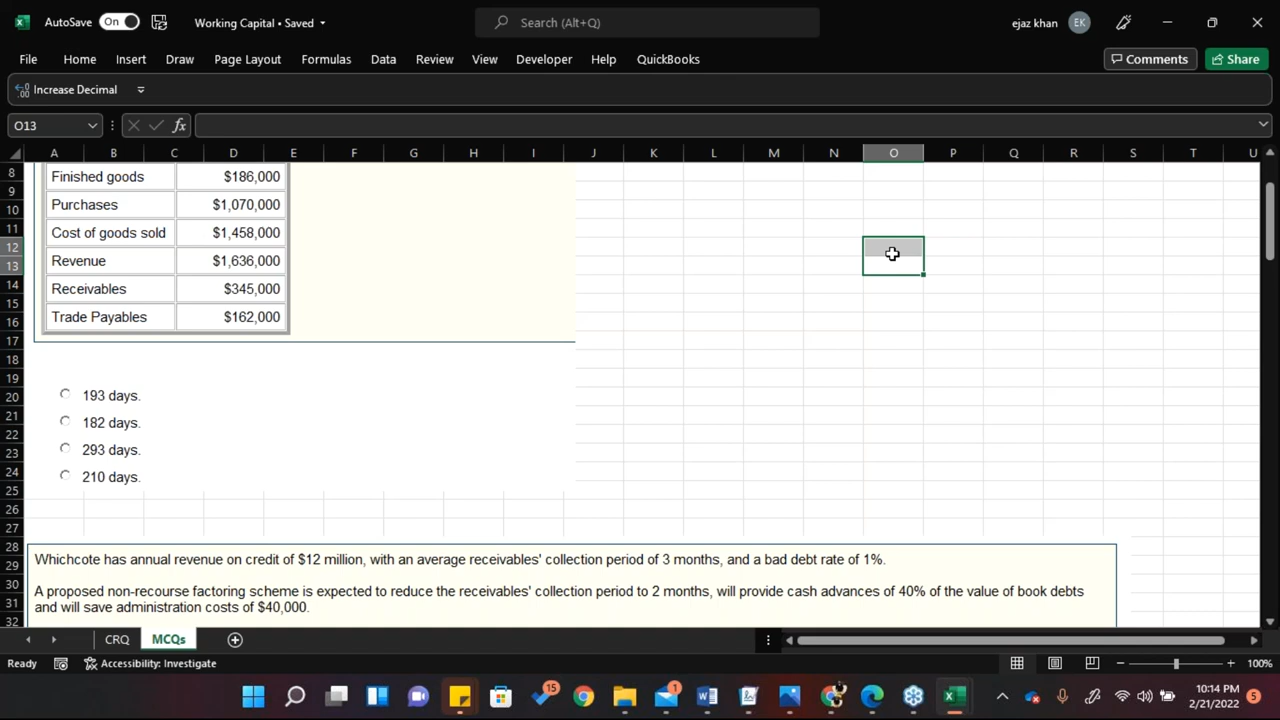 AutoSave On Working Capital • Saved Search (Alt+Q) ejaz khan EK
File Home Insert Draw Page Layout Formulas Data Review View Developer Help QuickBooks Comments Share
Increase Decimal
O13 fx
A B C D E F G H I J K L M N O P Q R S T U
8 Finished goods $186,000
9
10 Purchases $1,070,000
11 Cost of goods sold $1,458,000
12
13 Revenue $1,636,000
14 Receivables $345,000
15
16 Trade Payables $162,000
17
18
19
20 193 days.
21 182 days.
22
23 293 days.
24 210 days.
25
26
27
28 Whichcote has annual revenue on credit of $12 million, with an average receivables' collection period of 3 months, and a bad debt rate of 1%.
29
30 A proposed non-recourse factoring scheme is expected to reduce the receivables' collection period to 2 months, will provide cash advances of 40% of the value of book debts
31 and will save administration costs of $40,000.
32
CRQ MCQs
Ready Accessibility: Investigate 100%
15 1 10:14 PM 5
2/21/2022